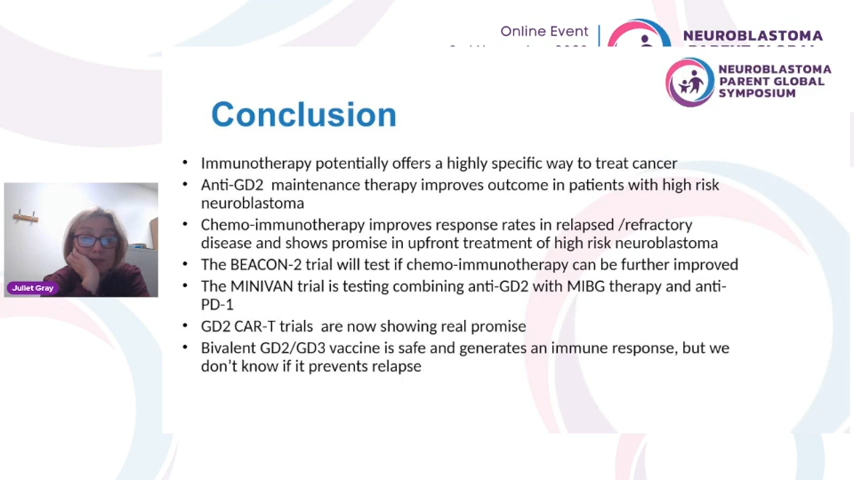 Online Event
NEUROBLASTOMA
NEUROBLASTOMA
PARENT GLOBAL
SYMPOSIUM
Conclusion
• Immunotherapy potentially offers a highly specific way to treat cancer
• Anti-GD2 maintenance therapy improves outcome in patients with high risk
neuroblastoma
• Chemo-immunotherapy improves response rates in relapsed /refractory
disease and shows promise in upfront treatment of high risk neuroblastoma
• The BEACON-2 trial will test if chemo-immunotherapy can be further improved
• The MINIVAN trial is testing combining anti-GD2 with MIBG therapy and anti-
PD-1
• GD2 CAR-T trials are now showing real promise
• Bivalent GD2/GD3 vaccine is safe and generates an immune response, but we
don't know if it prevents relapse
Juliet Gray